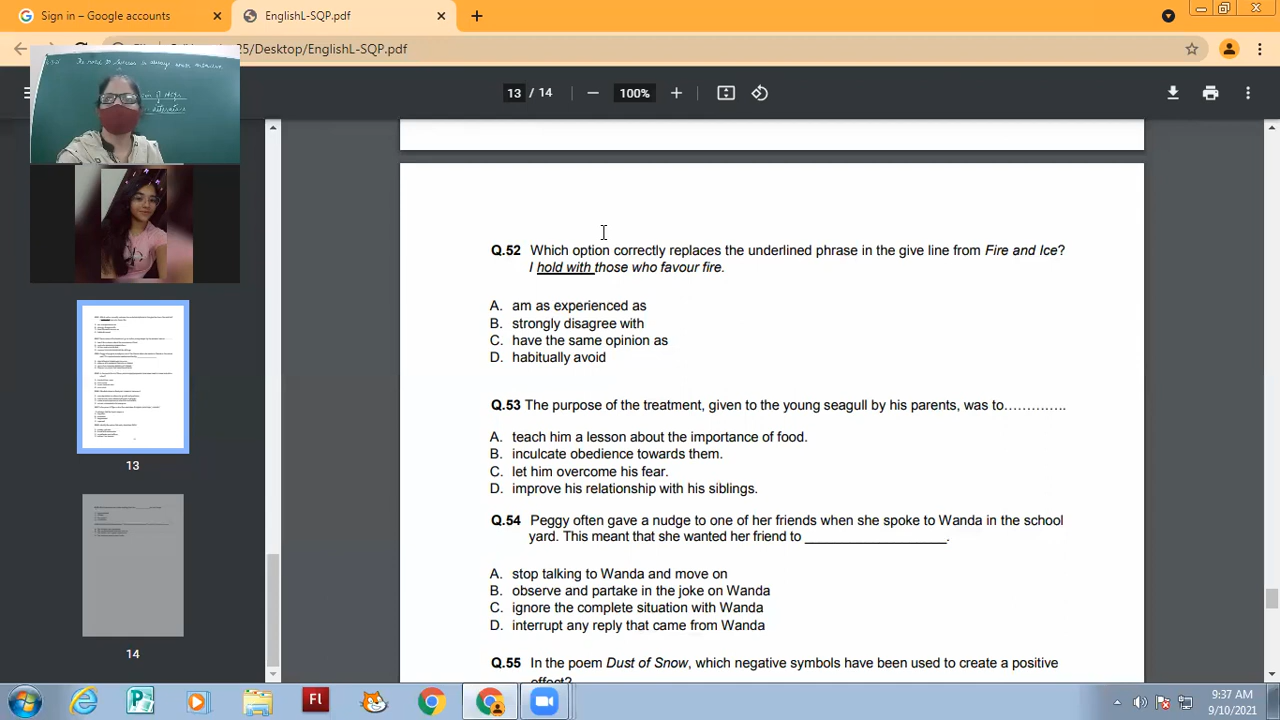 Sign in – Google accounts
EnglishL-SQP.pdf
25/Desktop/EnglishL-SQP.pdf
13 / 14
100%
Q.52 Which option correctly replaces the underlined phrase in the give line from Fire and Ice?
I hold with those who favour fire.
A. am as experienced as
B. strongly disagree with
C. have the same opinion as
D. habitually avoid
Q.53 The purpose of the treatment, given to the young seagull by his parents, was to…………..
A. teach him a lesson about the importance of food.
B. inculcate obedience towards them.
C. let him overcome his fear.
D. improve his relationship with his siblings.
Q.54 Peggy often gave a nudge to one of her friends when she spoke to Wanda in the school
yard. This meant that she wanted her friend to ____________________.
A. stop talking to Wanda and move on
B. observe and partake in the joke on Wanda
C. ignore the complete situation with Wanda
D. interrupt any reply that came from Wanda
Q.55 In the poem Dust of Snow, which negative symbols have been used to create a positive
effect?
13
14
9:37 AM
9/10/2021